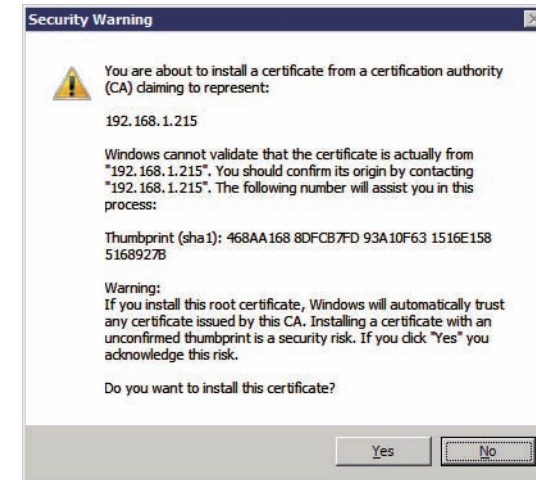 Security Warning
You are about to install a certificate from a certification authority
(CA) claiming to represent:
192.168.1.215
Windows cannot validate that the certificate is actually from
"192.168.1.215". You should confirm its origin by contacting
"192.168.1.215". The following number will assist you in this
process:
Thumbprint (sha1): 468AA168 8DFCB7FD 93A10F63 1516E158
5168927B
Warning:
If you install this root certificate, Windows will automatically trust
any certificate issued by this CA. Installing a certificate with an
unconfirmed thumbprint is a security risk. If you click "Yes" you
acknowledge this risk.
Do you want to install this certificate?
Yes
No